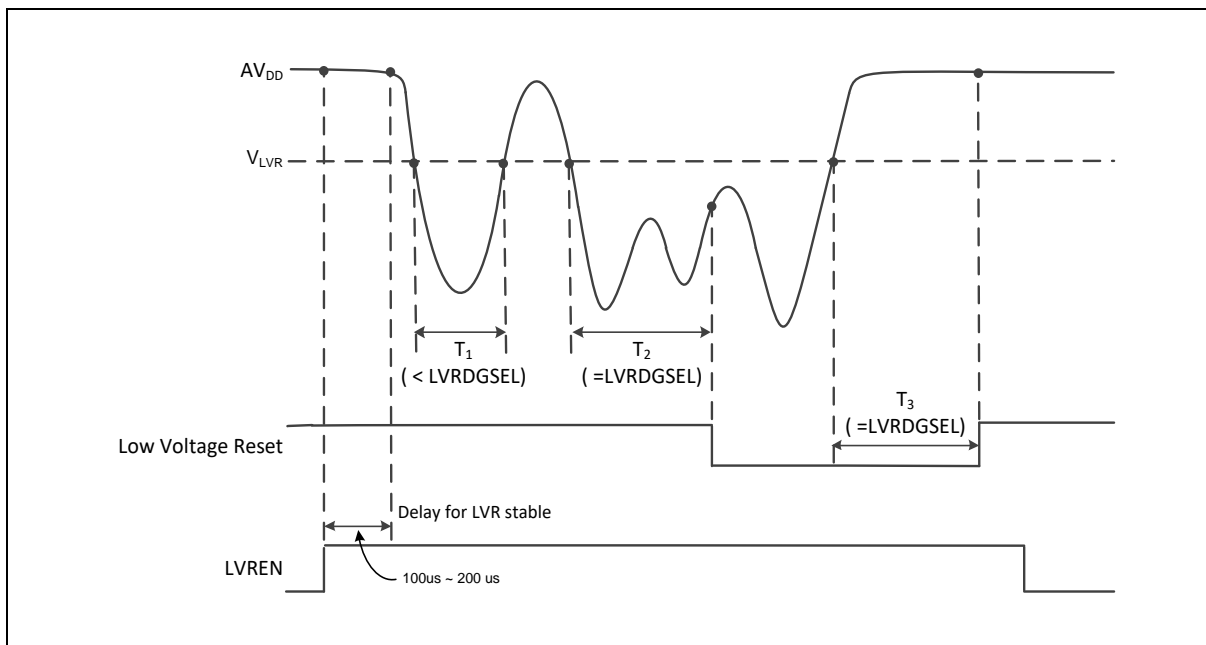 AVDD
VLVR
T1
( < LVRDGSEL)
T2
( =LVRDGSEL)
T3
( =LVRDGSEL)
Low Voltage Reset
Delay for LVR stable
LVREN
100us ~ 200 us